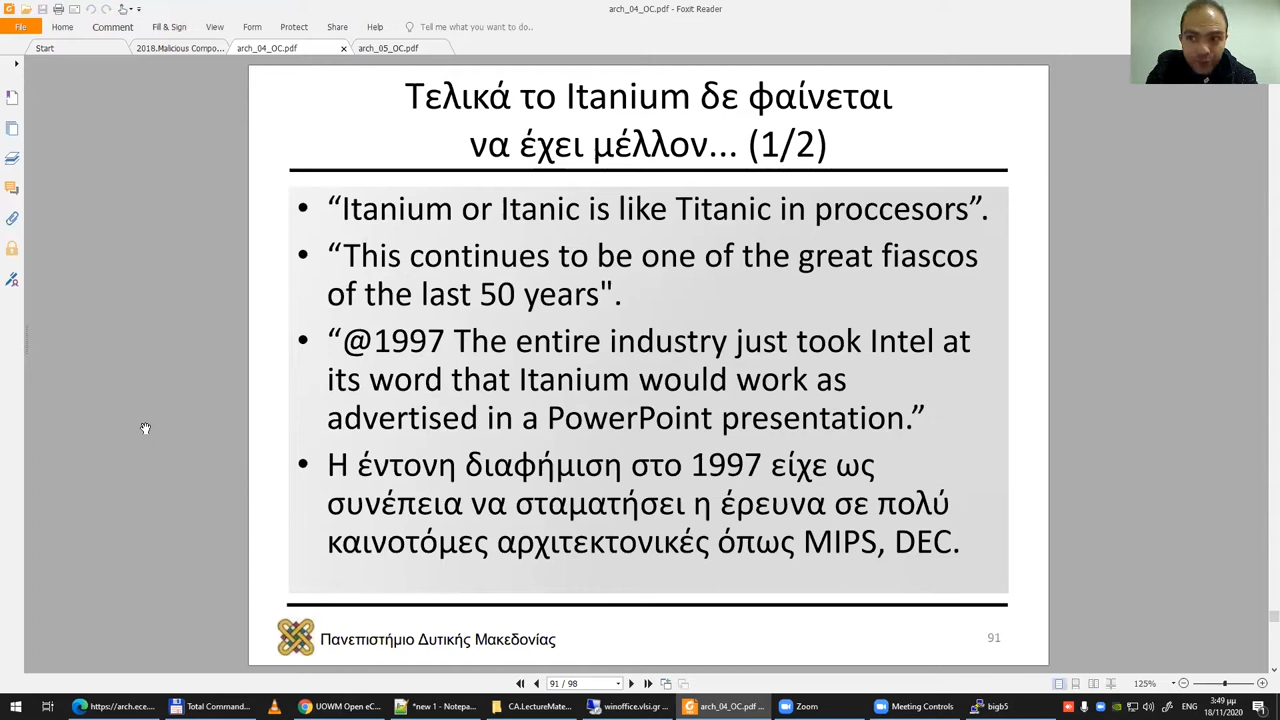 arch_04_OC.pdf - Foxit Reader
File Home Comment Fill & Sign View Form Protect Share Help Tell me what you want to do..
Start 2018.Malicious Compo... arch_04_OC.pdf arch_05_OC.pdf
Τελικά το Itanium δε φαίνεται
να έχει μέλλον... (1/2)
• “Itanium or Itanic is like Titanic in proccesors”.
• “This continues to be one of the great fiascos
of the last 50 years".
• “@1997 The entire industry just took Intel at
its word that Itanium would work as
advertised in a PowerPoint presentation.”
• Η έντονη διαφήμιση στο 1997 είχε ως
συνέπεια να σταματήσει η έρευνα σε πολύ
καινοτόμες αρχιτεκτονικές όπως MIPS, DEC.
Πανεπιστήμιο Δυτικής Μακεδονίας
91
91 / 98
125%
https://arch.ece.... Total Command... UOWM Open eC... *new 1 - Notepa... CA.LectureMate... winoffice.vlsi.gr ... arch_04_OC.pdf ... Zoom Meeting Controls bigb5
3:49 μμ
18/11/2020